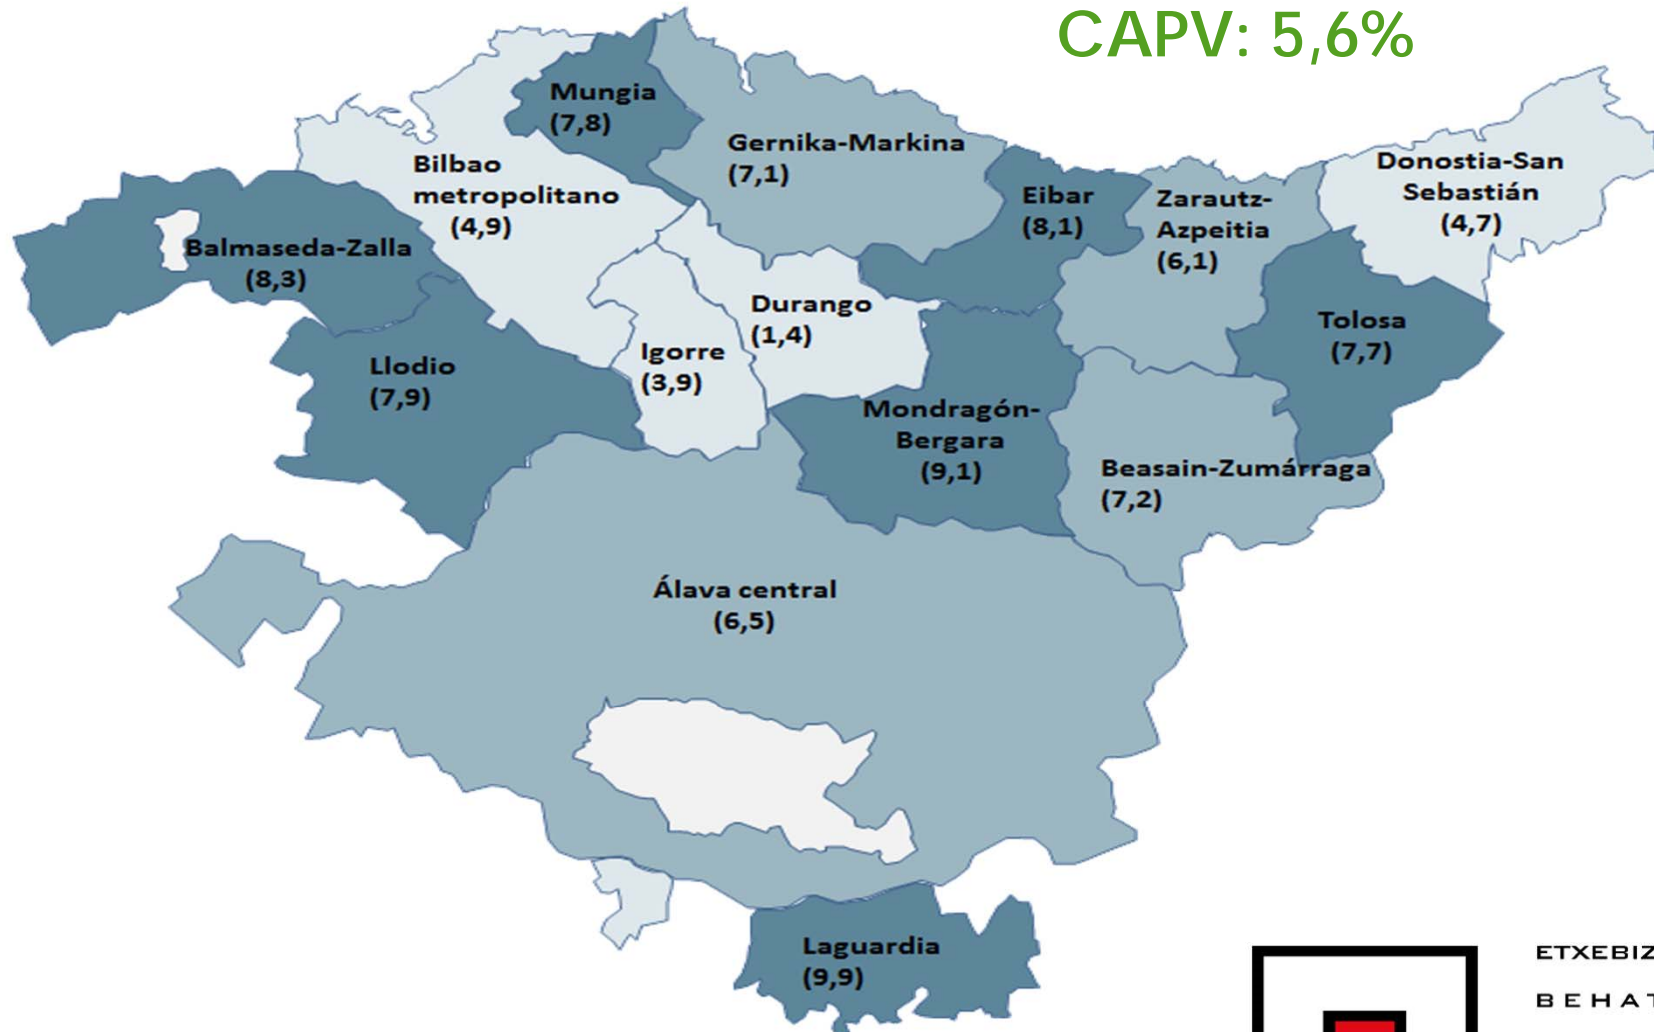 CAPV: 5,6%
Mungia
(7,8)
Gernika-Markina
(7,1)
Bilbao
metropolitano
(4,9)
Donostia-San
Sebastián
(4,7)
Eibar
(8,1)
Zarautz-
Azpeitia
(6,1)
Balmaseda-Zalla
(8,3)
Durango
(1,4)
Tolosa
(7,7)
Igorre
(3,9)
Llodio
(7,9)
Mondragón-
Bergara
(9,1)
Beasain-Zumárraga
(7,2)
Álava central
(6,5)
Laguardia
(9,9)
ETXEBIZ
BEHAT